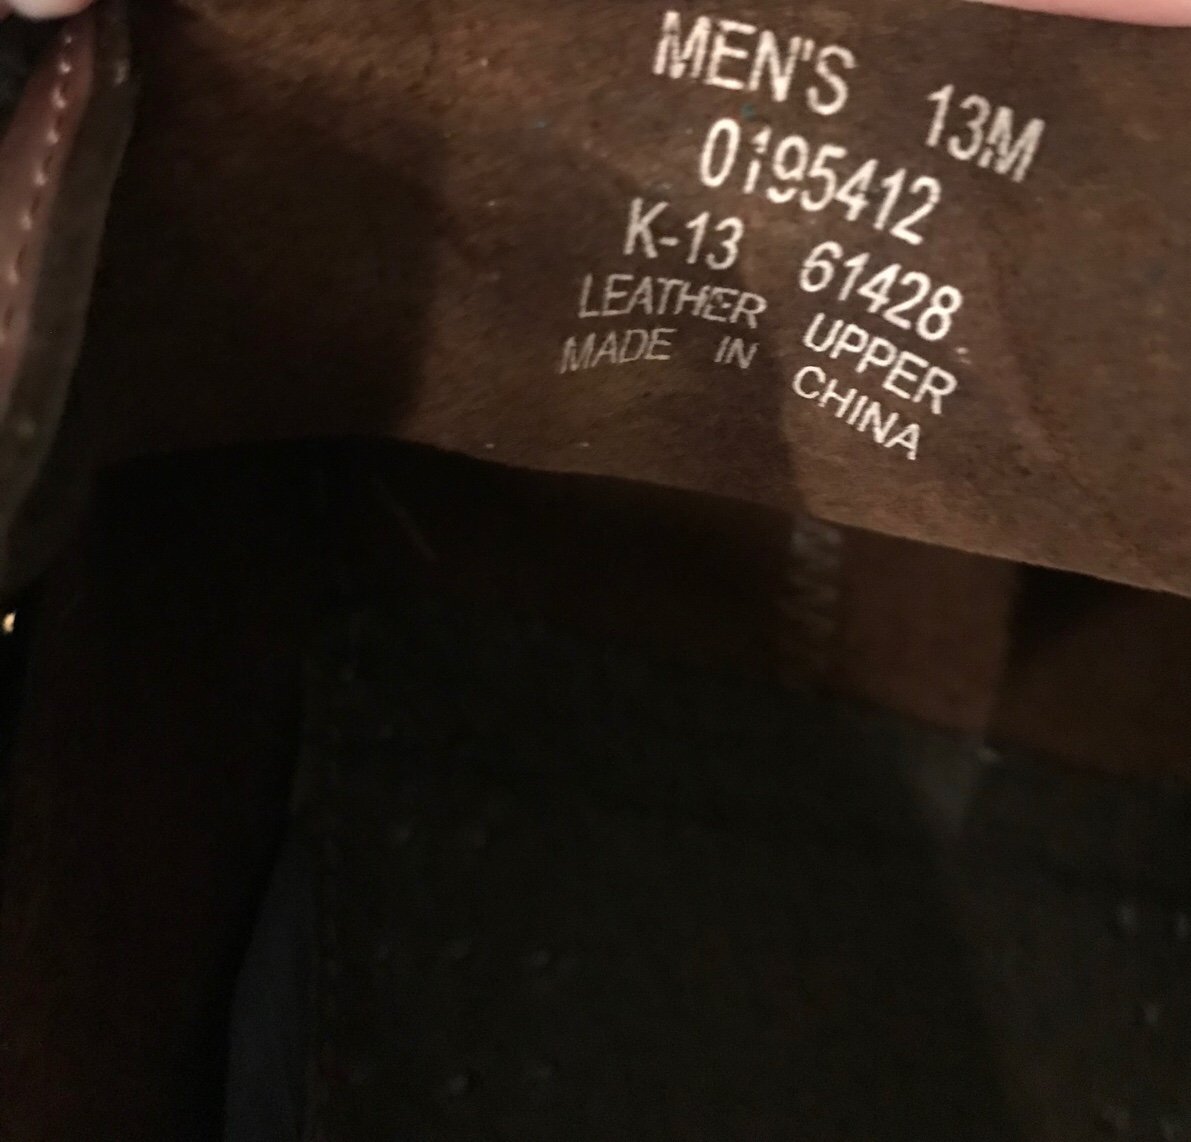 MEN'S 13M
0195412
K-13 61428
LEATHER UPPER
MADE IN CHINA